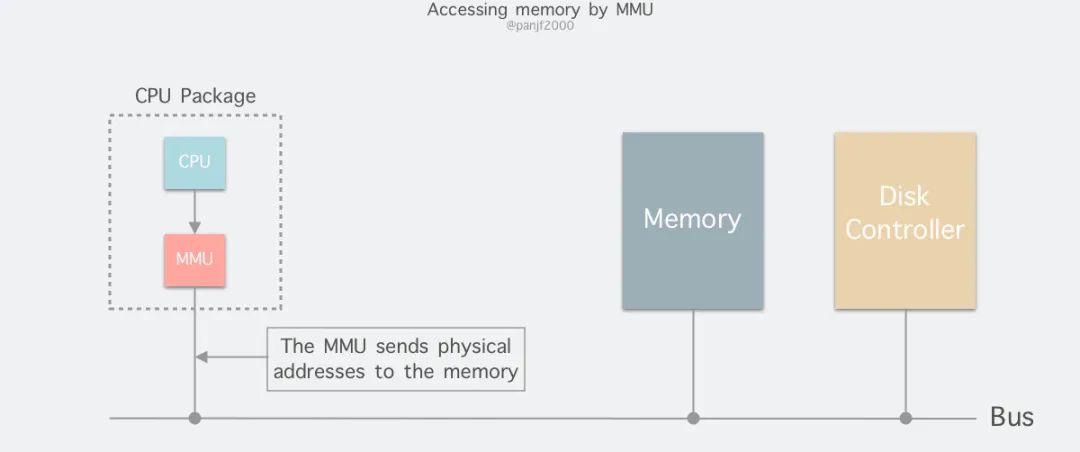 Accessing memory by MMU
@panjf2000
CPU Package
CPU
MMU
The MMU sends physical
addresses to the memory
Memory
Disk
Controller
Bus